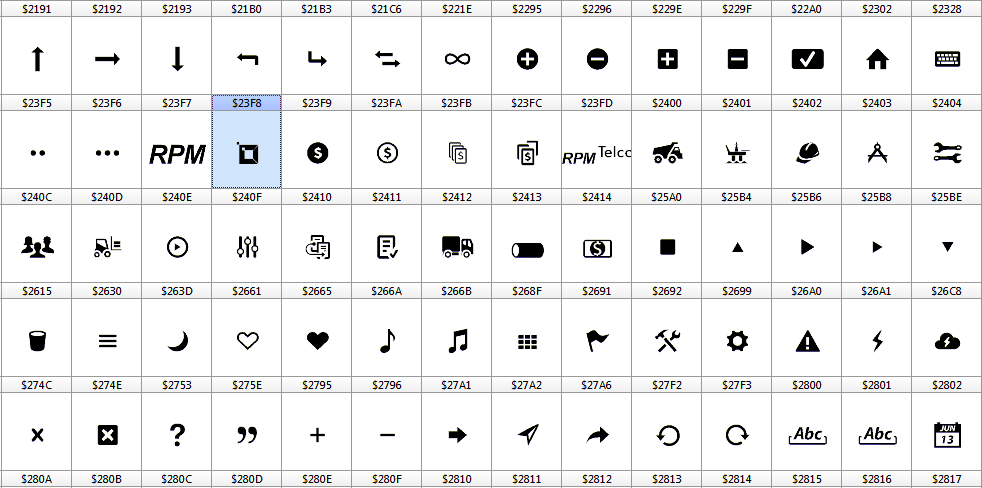 $2191 $2192 $2193 $21B0 $21B3 $21C6 $221E $2295 $2296 $229E $229F $22A0 $2302 $2328
$23F5 $23F6 $23F7 $23F8 $23F9 $23FA $23FB $23FC $23FD $2400 $2401 $2402 $2403 $2404
RPM $ $ $ $ RPM Telco
$240C $240D $240E $240F $2410 $2411 $2412 $2413 $2414 $25A0 $25B4 $25B6 $25B8 $25BE
$
$2615 $2630 $263D $2661 $2665 $266A $266B $268F $2691 $2692 $2699 $26A0 $26A1 $26C8
$274C $274E $2753 $275E $2795 $2796 $27A1 $27A2 $27A6 $27F2 $27F3 $2800 $2801 $2802
? ” Abc Abc JUN
13
$280A $280B $280C $280D $280E $280F $2810 $2811 $2812 $2813 $2814 $2815 $2816 $2817